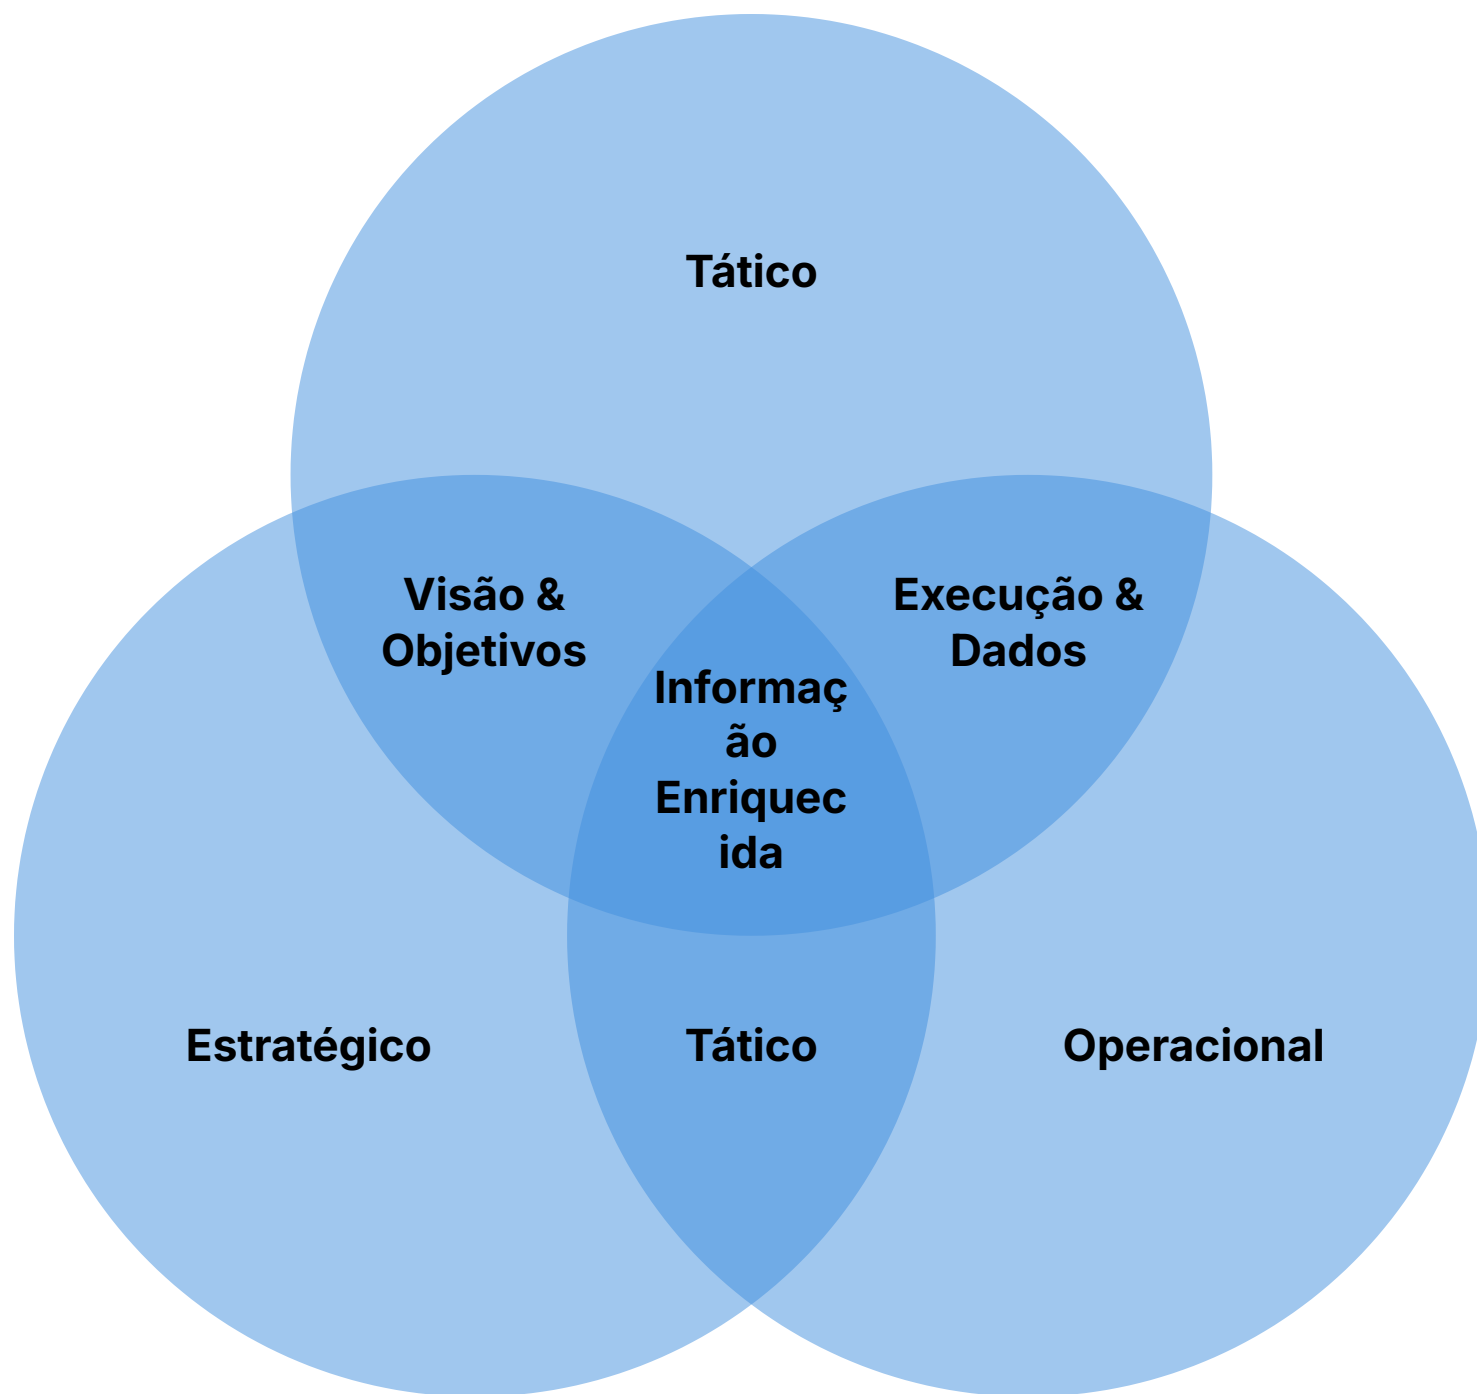 Tático
Visão &
Objetivos
Execução &
Dados
Informaç
ão
Enriquec
ida
Estratégico
Tático
Operacional